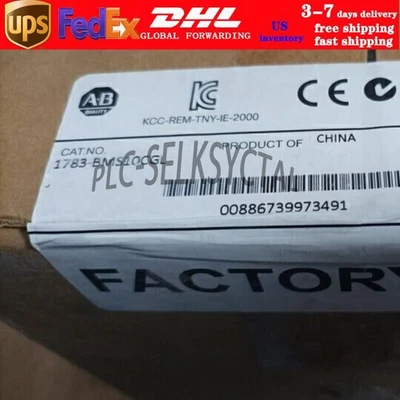 ups FedEx DHL
GLOBAL FORWARDING
US
inventory
3-7 days delivery
free shipping
fast shipping
A-B
QUALITY
KCC-REM-TNY-IE-2000
CE
PRODUCT OF CHINA
CAT.NO.
1783-BMS10CGL
PLC-SELKSYCTAL
00886739973491
FACTORY